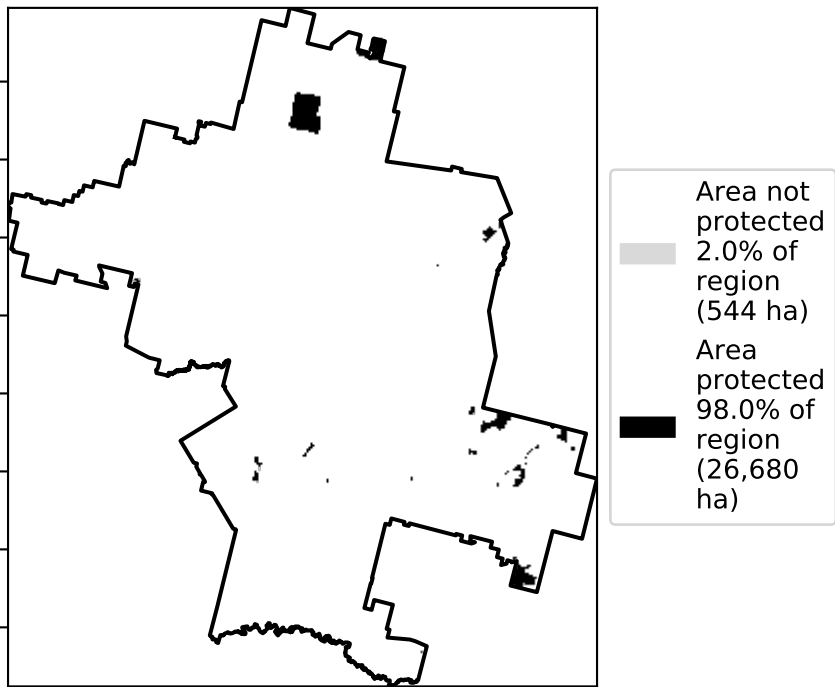 Area not
protected
2.0% of
region
(544 ha)
Area
protected
98.0% of
region
(26,680
ha)